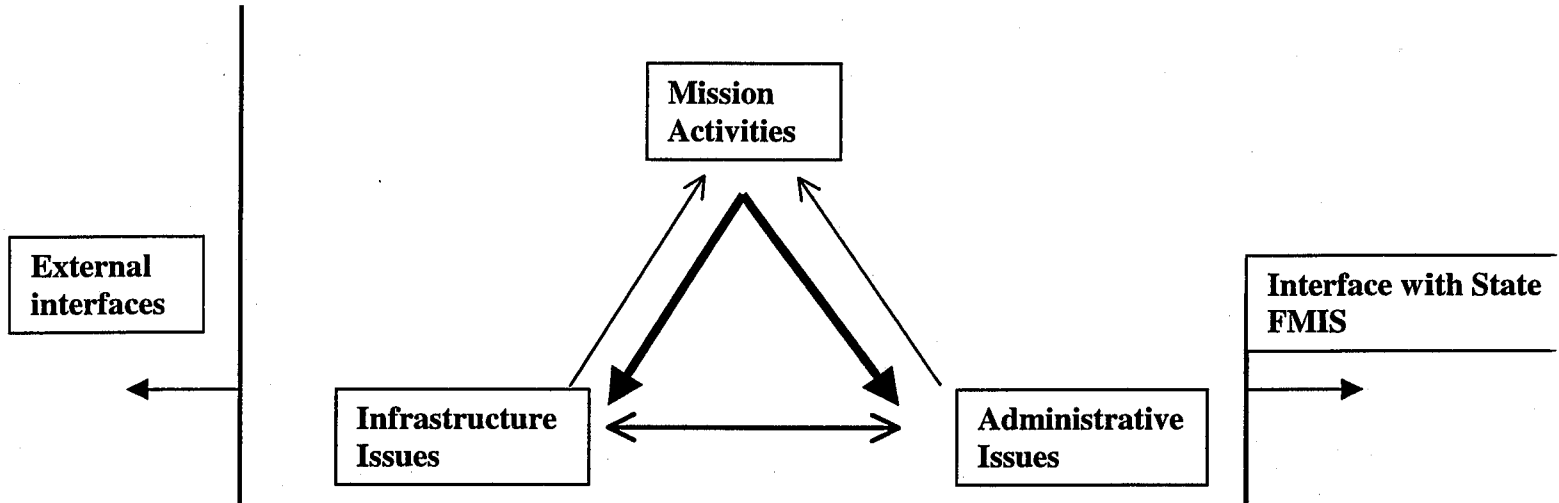 Mission
Activities
External
interfaces
Interface with State
FMIS
Infrastructure
Issues
Administrative
Issues